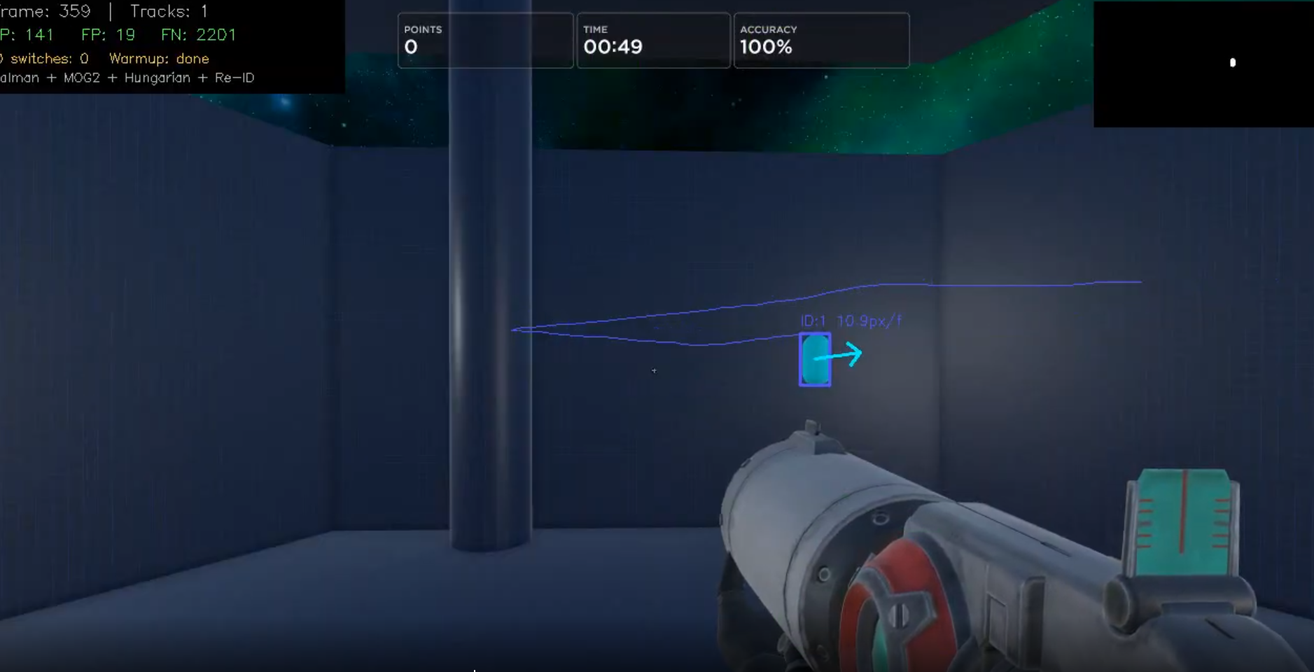 rame: 359 | Tracks: 1
P: 141 FP: 19 FN: 2201
switches: 0 Warmup: done
alman + MOG2 + Hungarian + Re-ID
POINTS
0
TIME
00:49
ACCURACY
100%
ID:1 10.9px/f